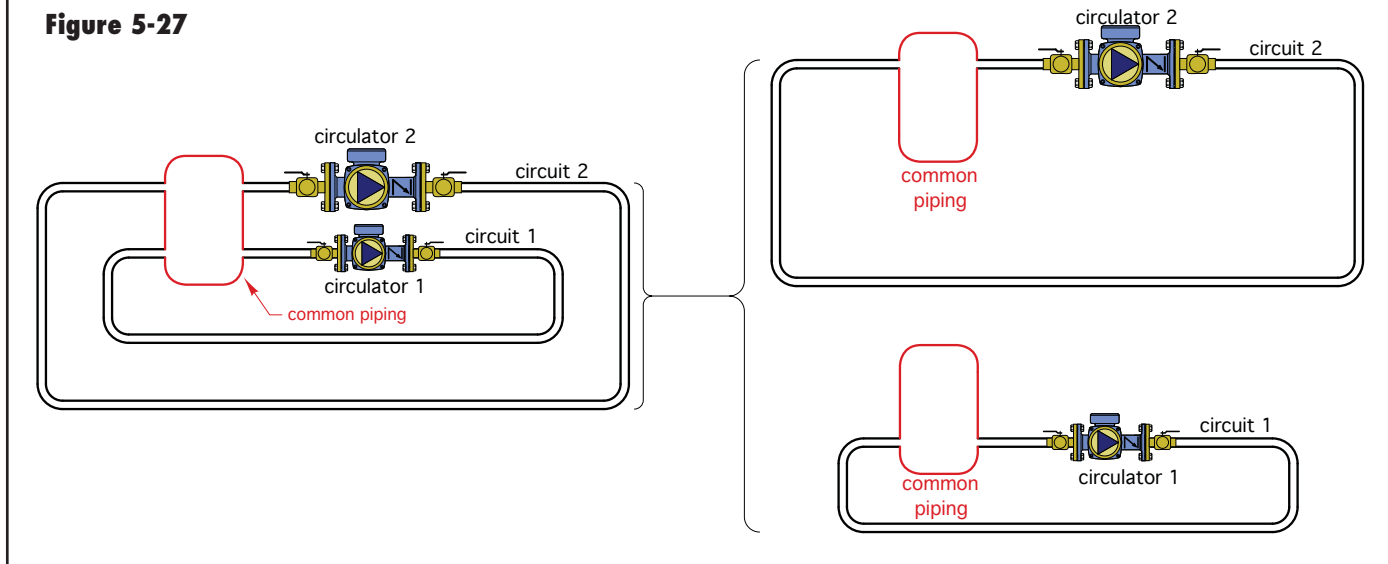 Figure 5-27
circulator 2
circuit 2
circuit 1
circulator 1
common piping
circulator 2
circuit 2
common
piping
circuit 1
circulator 1
common
piping